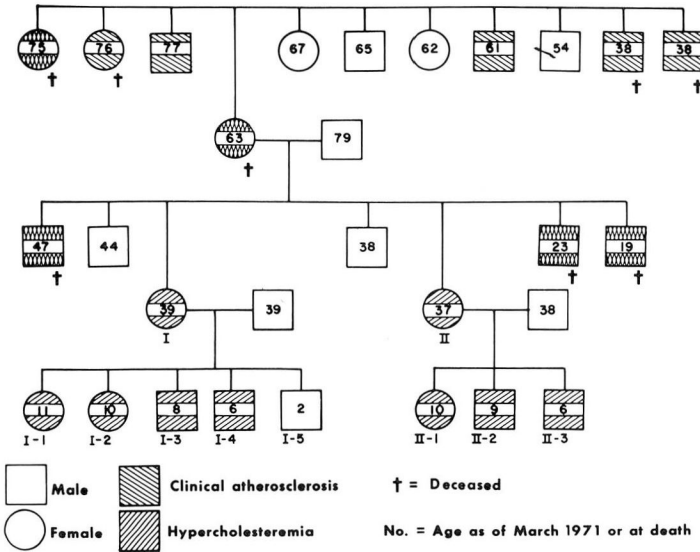 75 76 77 67 65 62 61 54 38 38
† † † †
63 79
†
47 44 38 23 19
† † †
39 39 37 38
I II
11 10 8 6 2 10 9 6
I-1 I-2 I-3 I-4 I-5 II-1 II-2 II-3
Male Clinical atherosclerosis † = Deceased
Female Hypercholesteremia No. = Age as of March 1971 or at death